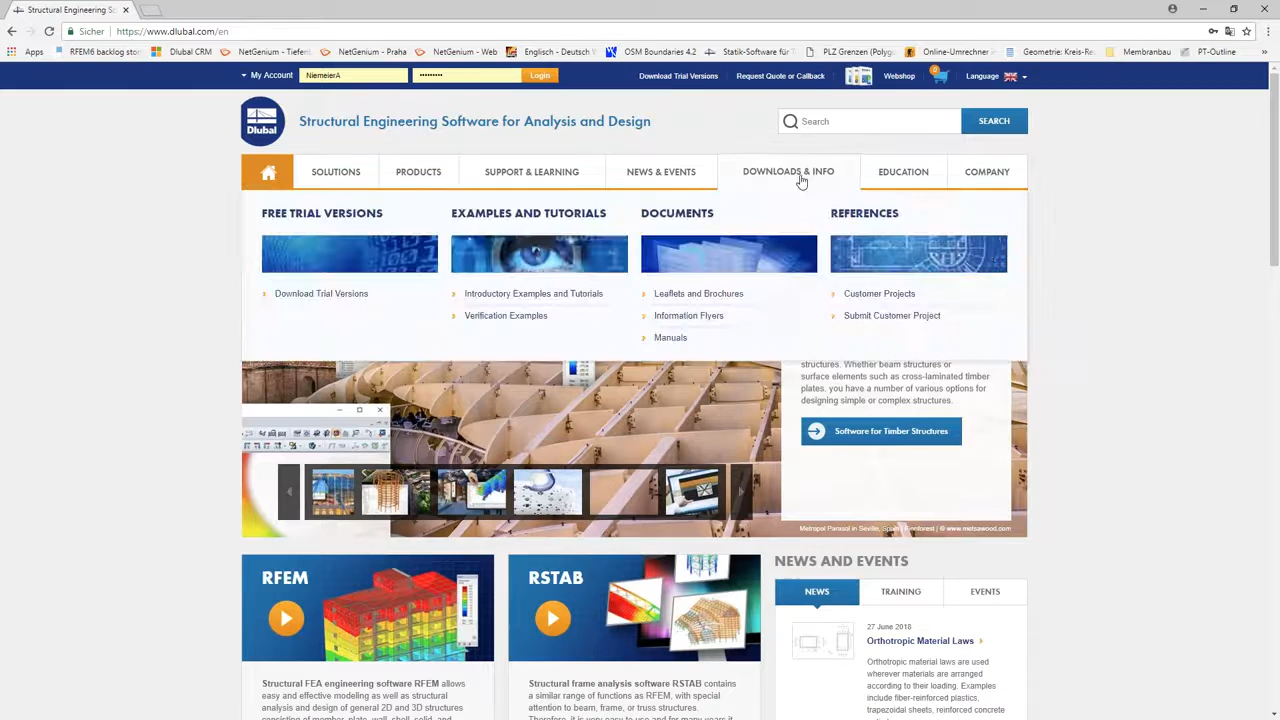 Structural Engineering So
Sicher
https://www.dlubal.com/en
Apps
RFEM6 backlog storn
Dlubal CRM
NetGenium - Tiefen
NetGenium - Praha
NetGenium - Web
Englisch - Deutsch W
OSM Boundaries 4.2
Statik-Software für T
PLZ Grenzen (Polygo
Online-Umrechner in
Geometrie: Kreis-Re
Membranbau
PT-Outline
My Account
NiemeierA
•••••••••
Login
Download Trial Versions
Request Quote or Callback
Webshop
0
Language
Dlubal
Structural Engineering Software for Analysis and Design
Search
SEARCH
SOLUTIONS
PRODUCTS
SUPPORT & LEARNING
NEWS & EVENTS
DOWNLOADS & INFO
EDUCATION
COMPANY
FREE TRIAL VERSIONS
EXAMPLES AND TUTORIALS
DOCUMENTS
REFERENCES
Download Trial Versions
Introductory Examples and Tutorials
Leaflets and Brochures
Customer Projects
Verification Examples
Information Flyers
Submit Customer Project
Manuals
structures. Whether beam structures or
surface elements such as cross-laminated timber
plates, you have a number of various options for
designing simple or complex structures.
Software for Timber Structures
Metropol Parasol in Seville, Spain | Finnforest | © www.metsawood.com
RFEM
RSTAB
NEWS AND EVENTS
NEWS
TRAINING
EVENTS
27 June 2018
Orthotropic Material Laws
Orthotropic material laws are used
wherever materials are arranged
according to their loading. Examples
include fiber-reinforced plastics,
trapezoidal sheets, reinforced concrete
Structural FEA engineering software RFEM allows
easy and effective modeling as well as structural
analysis and design of general 2D and 3D structures
consisting of member, plate, wall, shell, solid, and
Structural frame analysis software RSTAB contains
a similar range of functions as RFEM, with special
attention to beam, frame, or truss structures.
Therefore, it is very easy to use and for many years it